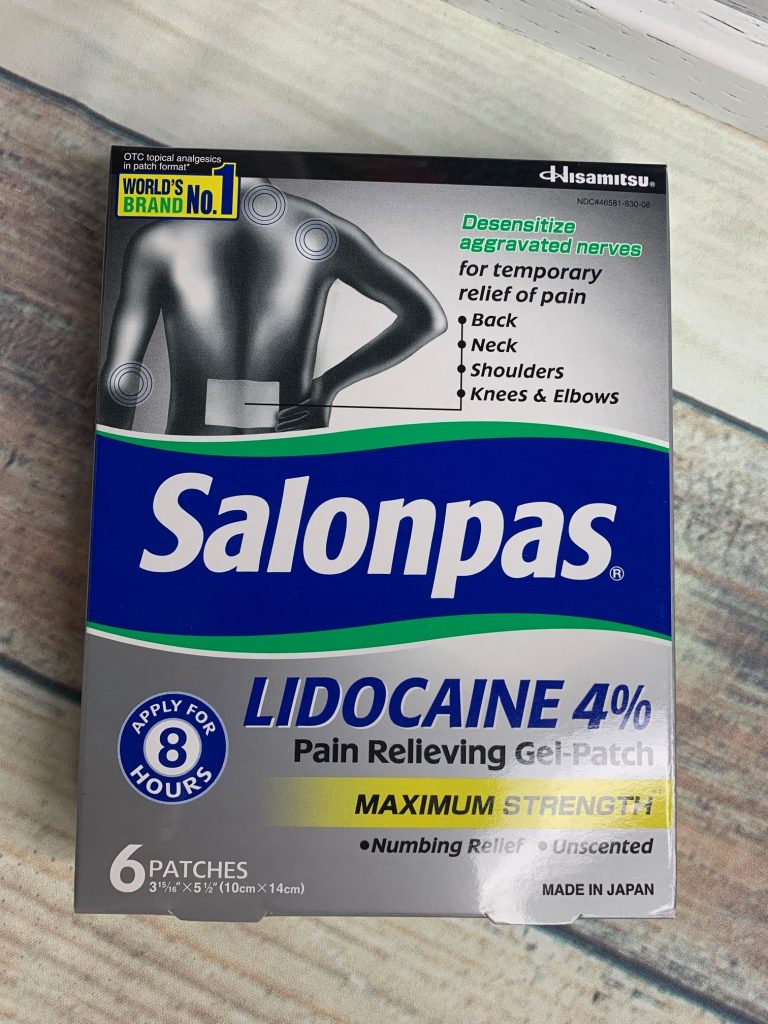 OTC topical analgesics
in patch format*
WORLD'S
BRAND No.1
Hisamitsu®
NDC#46581-830-06
Desensitize
aggravated nerves
for temporary
relief of pain
Back
Neck
Shoulders
Knees & Elbows
Salonpas®
LIDOCAINE 4%
Pain Relieving Gel-Patch
APPLY FOR
8
HOURS
MAXIMUM STRENGTH
•Numbing Relief •Unscented
6 PATCHES
3 15/16" × 5 1/2" (10cm × 14cm)
MADE IN JAPAN